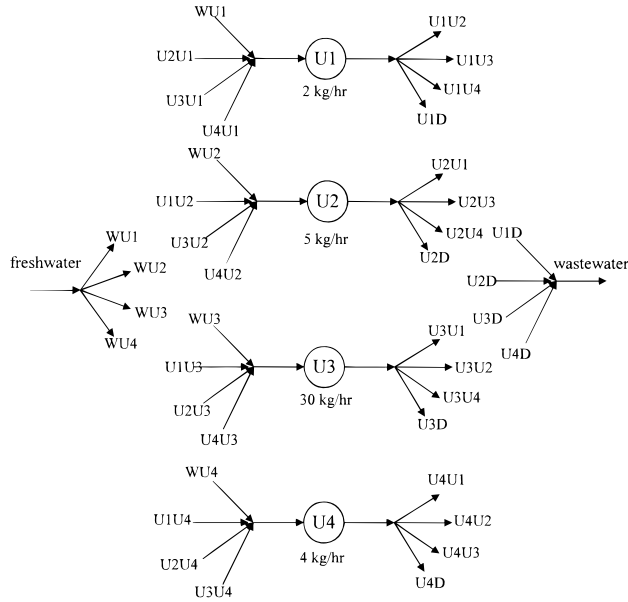 WU1
U2U1
U3U1
U4U1
U1
2 kg/hr
U1U2
U1U3
U1U4
U1D
WU2
U1U2
U3U2
U4U2
U2
5 kg/hr
U2U1
U2U3
U2U4
U2D
freshwater
WU1
WU2
WU3
WU4
U1D
U2D
U3D
U4D
wastewater
WU3
U1U3
U2U3
U4U3
U3
30 kg/hr
U3U1
U3U2
U3U4
U3D
WU4
U1U4
U2U4
U3U4
U4
4 kg/hr
U4U1
U4U2
U4U3
U4D